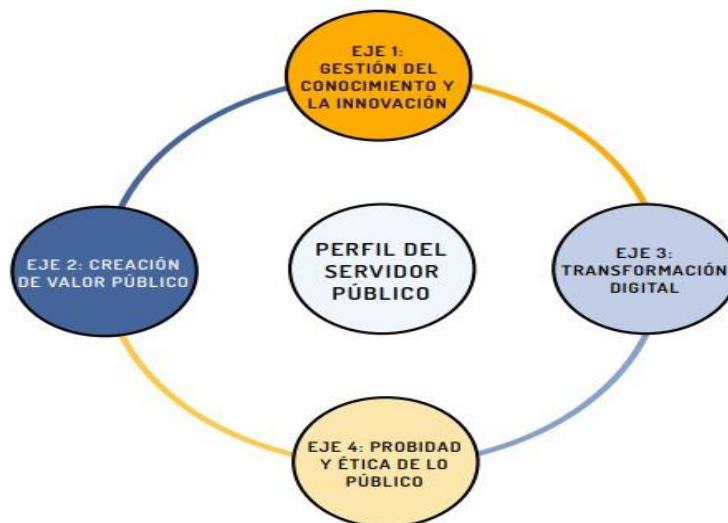 EJE 1:
GESTIÓN DEL
CONOCIMIENTO Y
LA INNOVACIÓN
EJE 2: CREACIÓN
DE VALOR PÚBLICO
PERFIL DEL
SERVIDOR
PÚBLICO
EJE 3:
TRANSFORMACIÓN
DIGITAL
EJE 4: PROBIDAD
Y ÉTICA DE LO
PÚBLICO